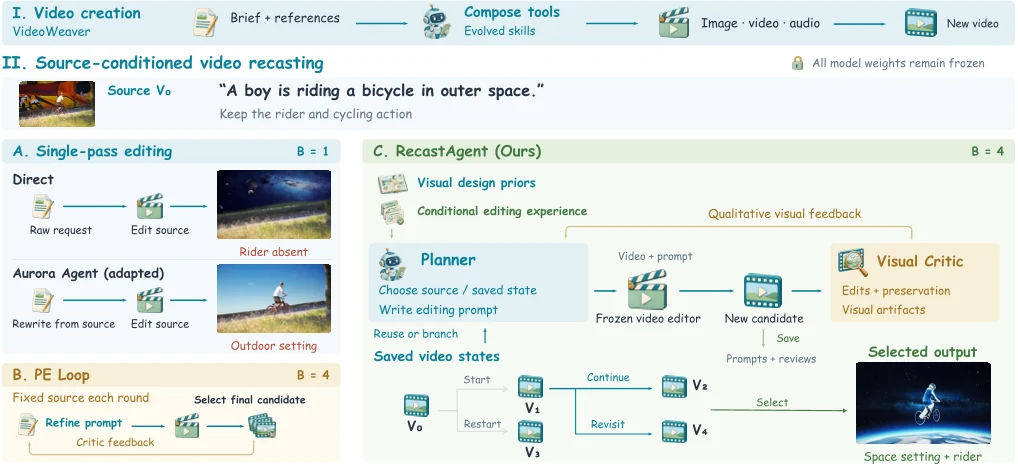 I. Video creation
VideoWeaver
Brief + references
Compose tools
Evolved skills
Image · video · audio
New video
II. Source-conditioned video recasting
All model weights remain frozen
Source V₀
“A boy is riding a bicycle in outer space.”
Keep the rider and cycling action
A. Single-pass editing
B = 1
Direct
Raw request
Edit source
Rider absent
Aurora Agent (adapted)
Rewrite from source
Edit source
Outdoor setting
B. PE Loop
B = 4
Fixed source each round
Select final candidate
Refine prompt
Critic feedback
C. RecastAgent (Ours)
B = 4
Visual design priors
Conditional editing experience
Qualitative visual feedback
Planner
Choose source / saved state
Write editing prompt
Video + prompt
Frozen video editor
New candidate
Visual Critic
Edits + preservation
Visual artifacts
Reuse or branch
Save
Prompts + reviews
Saved video states
V₀
Start
Restart
V₁
V₃
Continue
Revisit
V₂
V₄
Select
Selected output
Space setting + rider